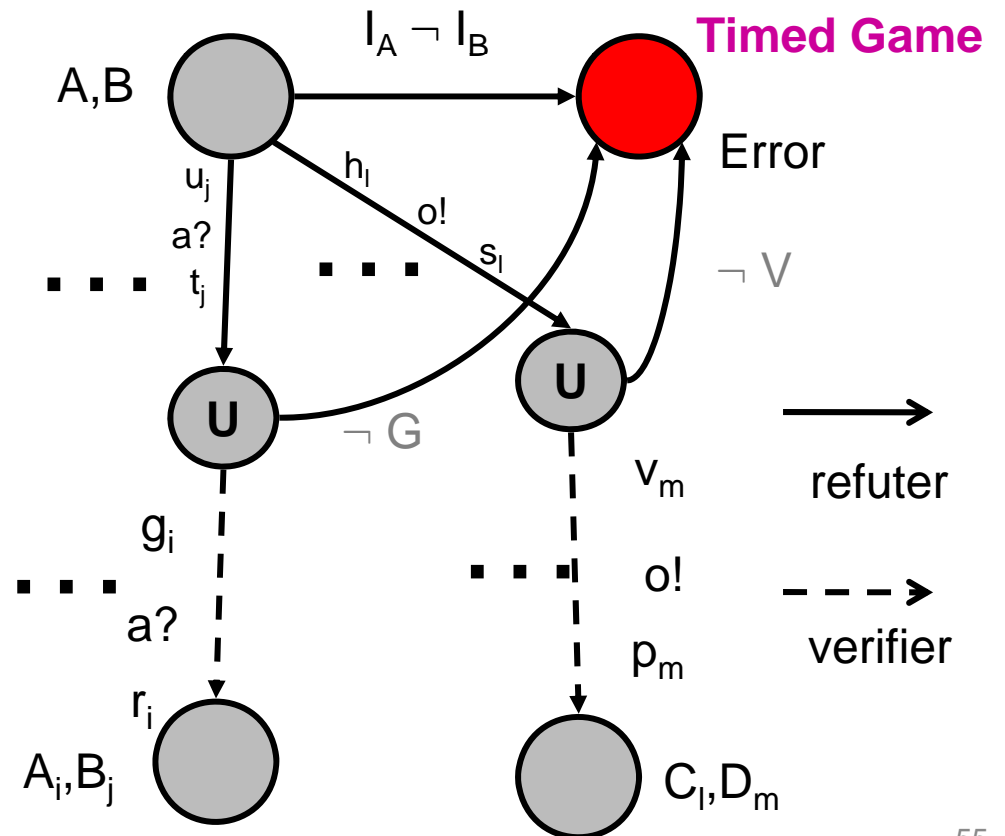 I_A ¬ I_B
Timed Game
A,B
Error
u_j
h_l
a?
o!
t_j
s_l
. . .
. . .
¬ V
U
U
¬ G
v_m
refuter
g_i
. . .
. . .
o!
a?
p_m
verifier
r_i
A_i,B_j
C_l,D_m
55